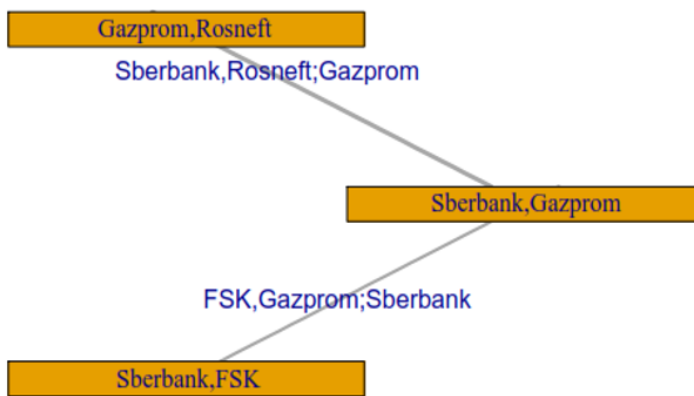 Gazprom,Rosneft
Sberbank,Rosneft;Gazprom
Sberbank,Gazprom
FSK,Gazprom;Sberbank
Sberbank,FSK